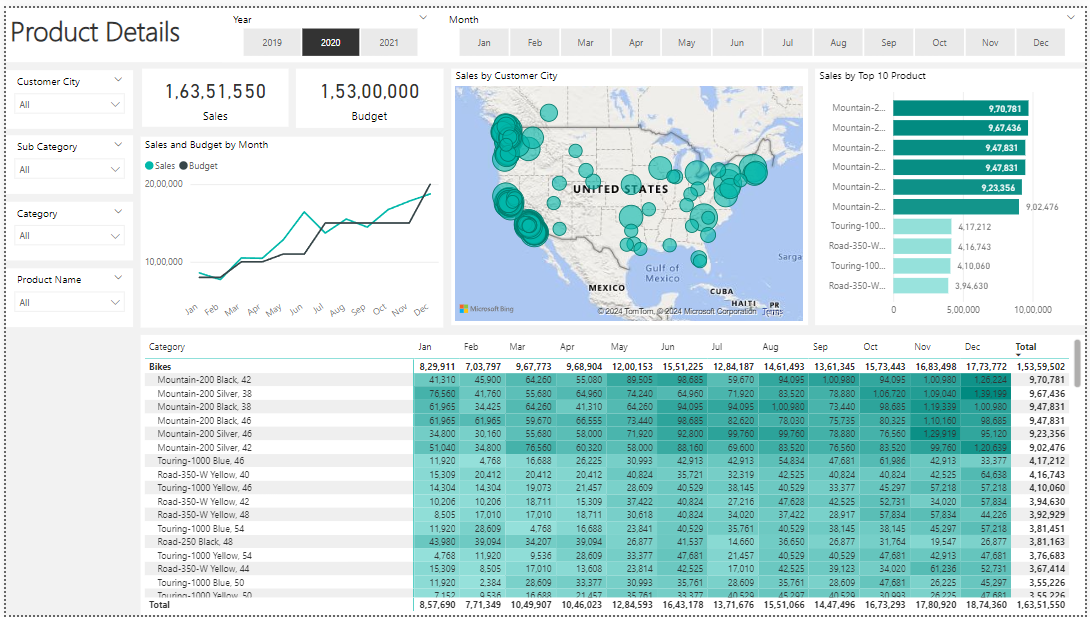 Product Details
Year
2019 2020 2021
Month
Jan Feb Mar Apr May Jun Jul Aug Sep Oct Nov Dec
Customer City
All
Sub Category
All
Category
All
Product Name
All
1,63,51,550
Sales
1,53,00,000
Budget
Sales and Budget by Month
Sales Budget
20,00,000
10,00,000
Jan Feb Mar Apr May Jun Jul Aug Sep Oct Nov Dec
Sales by Customer City
UNITED STATES
Gulf of
Mexico
MEXICO
CUBA
HAITI
PR
Sarga
Microsoft Bing
© 2024 TomTom, © 2024 Microsoft Corporation Terms
Sales by Top 10 Product
Mountain-2... 9,70,781
Mountain-2... 9,67,436
Mountain-2... 9,47,831
Mountain-2... 9,47,831
Mountain-2... 9,23,356
Mountain-2... 9,02,476
Touring-100... 4,17,212
Road-350-W... 4,16,743
Touring-100... 4,10,060
Road-350-W... 3,94,630
0 5,00,000 10,00,000
Category Jan Feb Mar Apr May Jun Jul Aug Sep Oct Nov Dec Total
Bikes 8,29,911 7,03,797 9,67,773 9,68,904 12,00,153 15,51,225 12,84,187 14,61,493 13,61,345 15,73,443 16,83,498 17,73,772 1,53,59,502
Mountain-200 Black, 42 41,310 45,900 64,260 55,080 89,505 98,685 59,670 94,095 1,00,980 94,095 1,00,980 1,26,224 9,70,781
Mountain-200 Silver, 38 76,560 41,760 55,680 64,960 74,240 64,960 71,920 83,520 78,880 1,06,720 1,09,040 1,39,199 9,67,436
Mountain-200 Black, 38 61,965 34,425 64,260 41,310 64,260 94,095 94,095 1,00,980 73,440 98,685 1,19,339 1,00,980 9,47,831
Mountain-200 Black, 46 61,965 61,965 59,670 66,555 73,440 98,685 82,620 78,030 75,735 80,325 1,10,160 98,685 9,47,831
Mountain-200 Silver, 46 34,800 30,160 55,680 58,000 71,920 92,800 99,760 99,760 78,880 76,560 1,29,919 95,120 9,23,356
Mountain-200 Silver, 42 51,040 34,800 76,560 60,320 58,000 88,160 69,600 83,520 76,560 83,520 99,760 1,20,639 9,02,476
Touring-1000 Blue, 46 11,920 4,768 16,688 26,225 30,993 42,913 42,913 54,834 47,681 61,986 42,913 33,377 4,17,212
Road-350-W Yellow, 40 15,309 20,412 20,412 20,412 40,824 35,721 32,319 42,525 40,824 40,824 42,525 64,638 4,16,743
Touring-1000 Yellow, 46 14,304 14,304 19,073 21,457 28,609 40,529 38,145 40,529 33,377 45,297 57,218 57,218 4,10,060
Road-350-W Yellow, 42 10,206 10,206 18,711 15,309 37,422 40,824 27,216 47,628 42,525 52,731 34,020 57,834 3,94,630
Road-350-W Yellow, 48 8,505 17,010 17,010 18,711 30,618 40,824 34,020 37,422 28,917 57,834 57,834 44,226 3,92,929
Touring-1000 Blue, 54 11,920 28,609 4,768 16,688 23,841 40,529 35,761 40,529 38,145 38,145 45,297 57,218 3,81,451
Road-250 Black, 48 43,980 39,094 34,207 39,094 26,877 41,537 14,660 36,650 26,877 31,764 19,547 26,877 3,81,163
Touring-1000 Yellow, 54 4,768 11,920 9,536 28,609 33,377 47,681 21,457 40,529 40,529 47,681 42,913 47,681 3,76,683
Road-350-W Yellow, 44 15,309 8,505 17,010 13,608 23,814 42,525 17,010 42,525 39,123 34,020 61,236 52,731 3,67,414
Touring-1000 Blue, 50 11,920 2,384 28,609 33,377 30,993 35,761 28,609 35,761 28,609 47,681 26,225 45,297 3,55,226
Touring-1000 Yellow, 50 7,152 9,536 16,688 21,457 35,761 33,377 40,529 45,297 40,529 30,993 26,225 47,681 3,55,226
Total 8,57,690 7,71,349 10,49,907 10,46,023 12,84,593 16,43,178 13,71,676 15,51,066 14,47,496 16,73,293 17,80,920 18,74,360 1,63,51,550